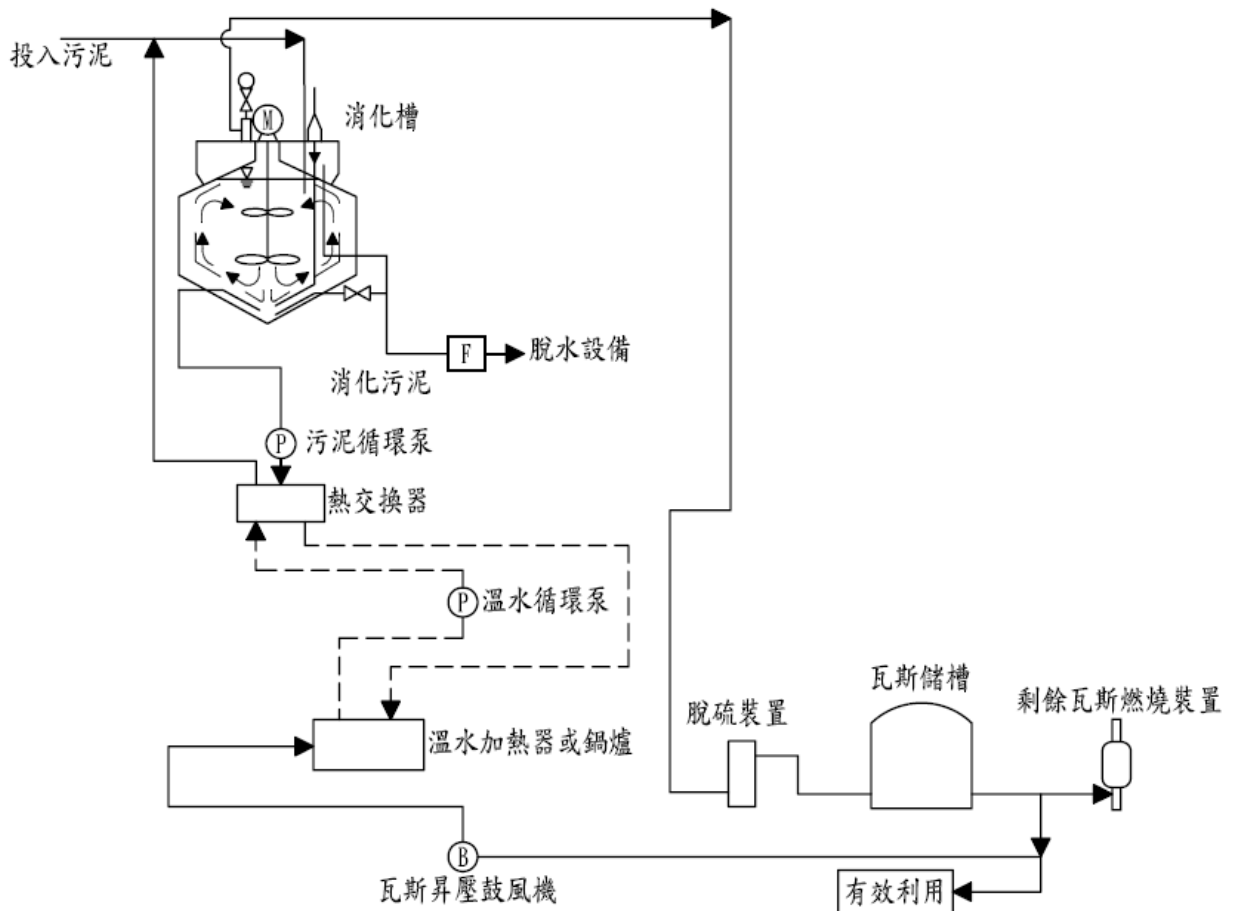 投入污泥
M
消化槽
F
脫水設備
消化污泥
P
污泥循環泵
熱交換器
P
溫水循環泵
瓦斯儲槽
脫硫裝置
剩餘瓦斯燃燒裝置
溫水加熱器或鍋爐
B
瓦斯昇壓鼓風機
有效利用